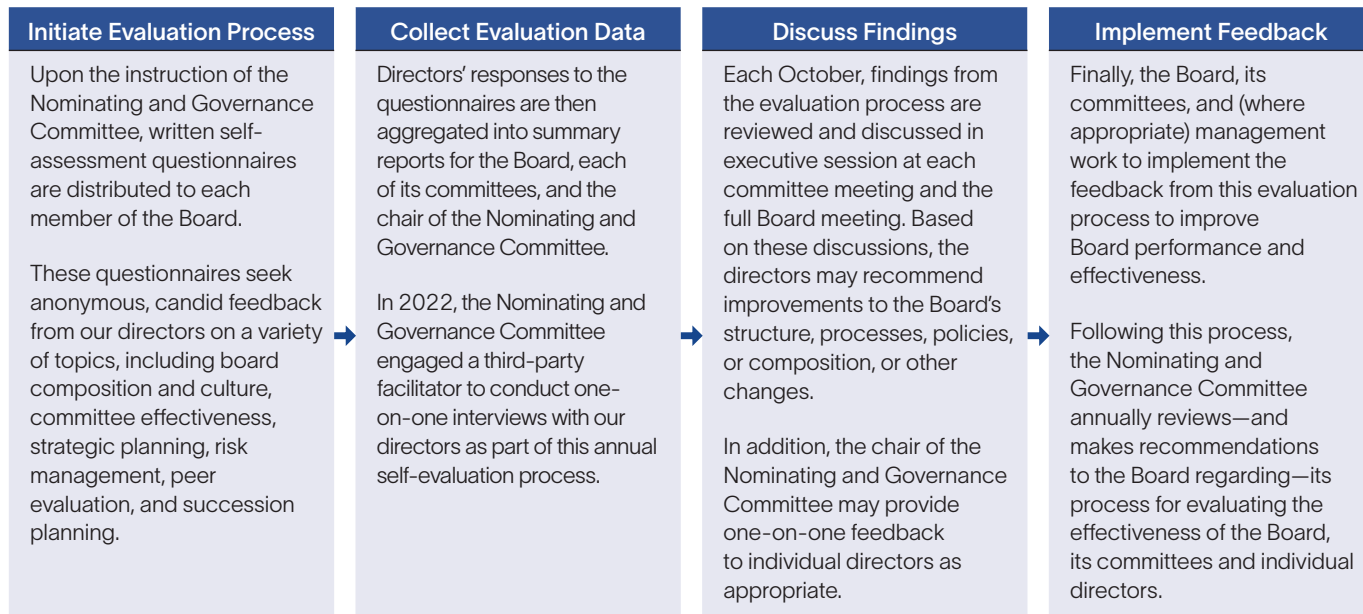 Initiate Evaluation Process
Upon the instruction of the
Nominating and Governance
Committee, written self-
assessment questionnaires
are distributed to each
member of the Board.
These questionnaires seek
anonymous, candid feedback
from our directors on a variety
of topics, including board
composition and culture,
committee effectiveness,
strategic planning, risk
management, peer
evaluation, and succession
planning.
Collect Evaluation Data
Directors’ responses to the
questionnaires are then
aggregated into summary
reports for the Board, each
of its committees, and the
chair of the Nominating and
Governance Committee.
In 2022, the Nominating and
Governance Committee
engaged a third-party
facilitator to conduct one-
on-one interviews with our
directors as part of this annual
self-evaluation process.
Discuss Findings
Each October, findings from
the evaluation process are
reviewed and discussed in
executive session at each
committee meeting and the
full Board meeting. Based
on these discussions, the
directors may recommend
improvements to the Board’s
structure, processes, policies,
or composition, or other
changes.
In addition, the chair of the
Nominating and Governance
Committee may provide
one-on-one feedback
to individual directors as
appropriate.
Implement Feedback
Finally, the Board, its
committees, and (where
appropriate) management
work to implement the
feedback from this evaluation
process to improve
Board performance and
effectiveness.
Following this process,
the Nominating and
Governance Committee
annually reviews—and
makes recommendations
to the Board regarding—its
process for evaluating the
effectiveness of the Board,
its committees and individual
directors.